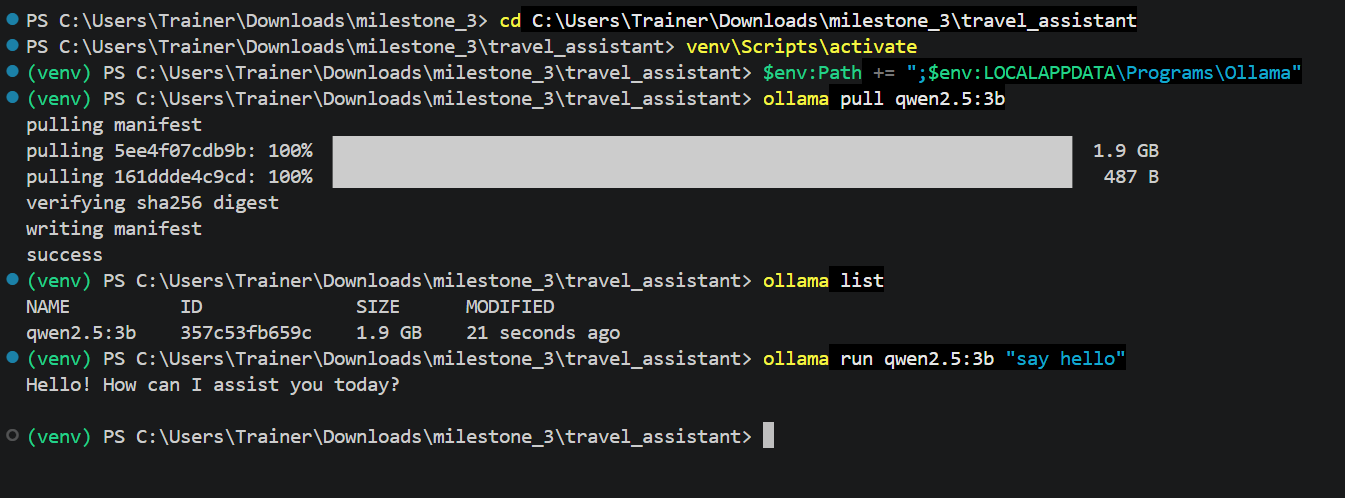 PS C:\Users\Trainer\Downloads\milestone_3> cd C:\Users\Trainer\Downloads\milestone_3\travel_assistant
PS C:\Users\Trainer\Downloads\milestone_3\travel_assistant> venv\Scripts\activate
(venv) PS C:\Users\Trainer\Downloads\milestone_3\travel_assistant> $env:Path += ";$env:LOCALAPPDATA\Programs\Ollama"
(venv) PS C:\Users\Trainer\Downloads\milestone_3\travel_assistant> ollama pull qwen2.5:3b
pulling manifest
pulling 5ee4f07cdb9b: 100% 1.9 GB
pulling 161ddde4c9cd: 100% 487 B
verifying sha256 digest
writing manifest
success
(venv) PS C:\Users\Trainer\Downloads\milestone_3\travel_assistant> ollama list
NAME ID SIZE MODIFIED
qwen2.5:3b 357c53fb659c 1.9 GB 21 seconds ago
(venv) PS C:\Users\Trainer\Downloads\milestone_3\travel_assistant> ollama run qwen2.5:3b "say hello"
Hello! How can I assist you today?
(venv) PS C:\Users\Trainer\Downloads\milestone_3\travel_assistant>